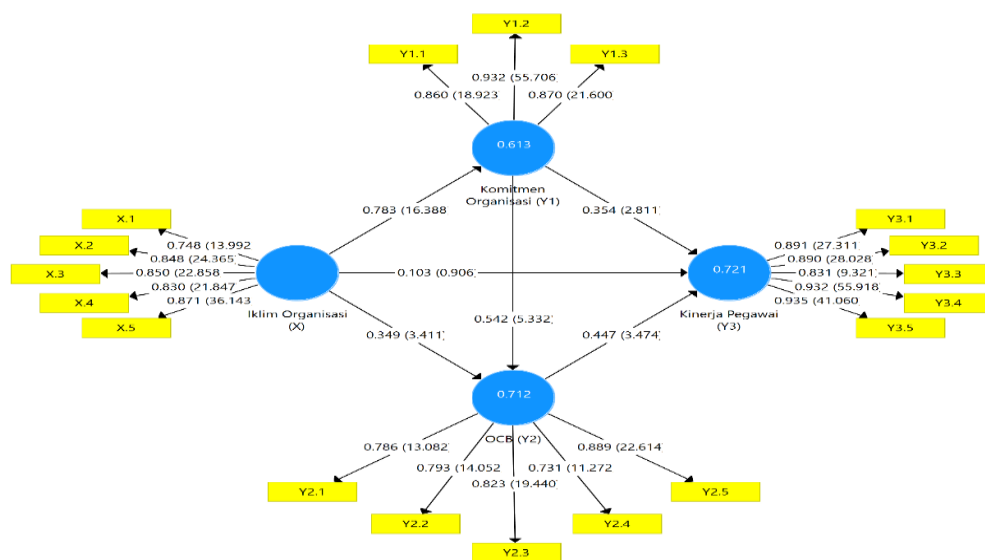 Y1.2
Y1.1
Y1.3
0.932 (55.706)
0.860 (18.923
0.870 (21.600
0.613
Komitmen
Organisasi (Y1)
0.783 (16.388
0.354 (2.811)
X.1
X.2
X.3
X.4
X.5
0.748 (13.992
0.848 (24.365)
0.850 (22.858
0.830 (21.847
0.871 (36.143
Iklim Organisasi
(X)
0.103 (0.906)
0.721
Kinerja Pegawai
(Y3)
0.891 (27.311
0.890 (28.028
0.831 (9.321)
0.932 (55.918)
0.935 (41.060
Y3.1
Y3.2
Y3.3
Y3.4
Y3.5
0.542 (5.332)
0.349 (3.411)
0.447 (3.474)
0.712
OCB (Y2)
0.786 (13.082
0.793 (14.052
0.823 (19.440
0.731 (11.272
0.889 (22.614
Y2.1
Y2.2
Y2.3
Y2.4
Y2.5